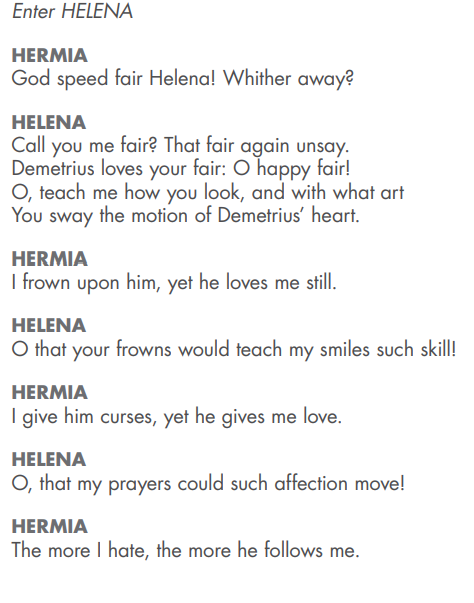 Enter HELENA
HERMIA
God speed fair Helena! Whither away?
HELENA
Call you me fair? That fair again unsay.
Demetrius loves your fair: O happy fair!
O, teach me how you look, and with what art
You sway the motion of Demetrius’ heart.
HERMIA
I frown upon him, yet he loves me still.
HELENA
O that your frowns would teach my smiles such skill!
HERMIA
I give him curses, yet he gives me love.
HELENA
O, that my prayers could such affection move!
HERMIA
The more I hate, the more he follows me.